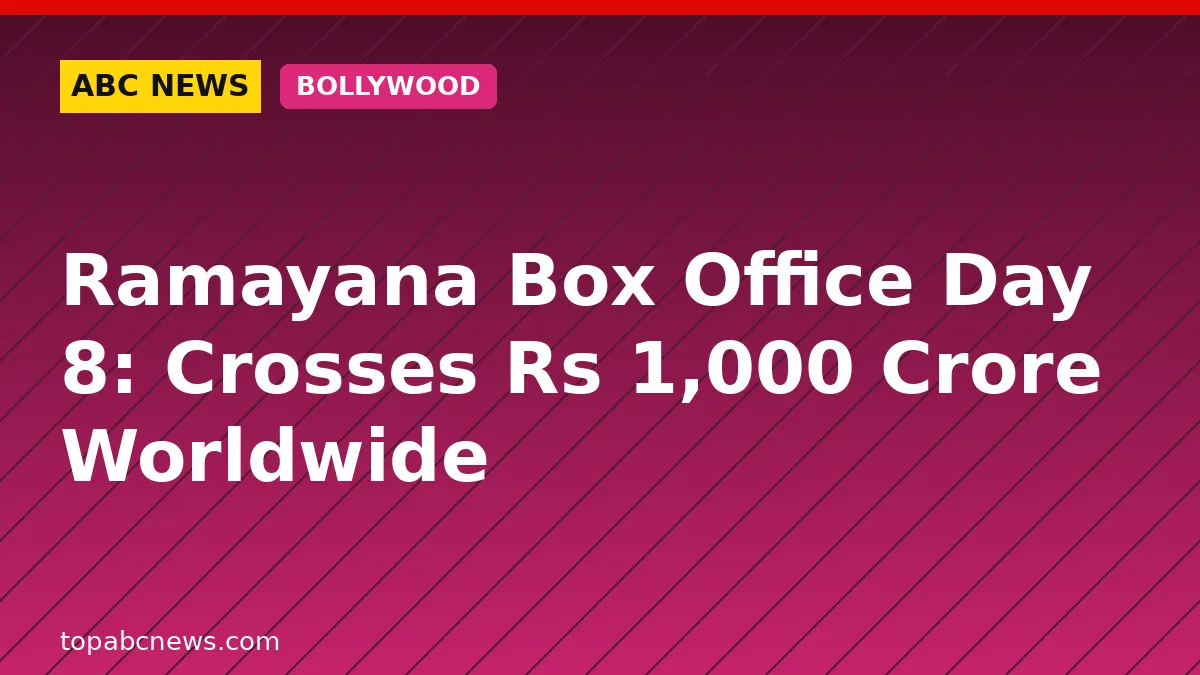 ABC NEWS
BOLLYWOOD
Ramayana Box Office Day
8: Crosses Rs 1,000 Crore
Worldwide
topabcnews.com